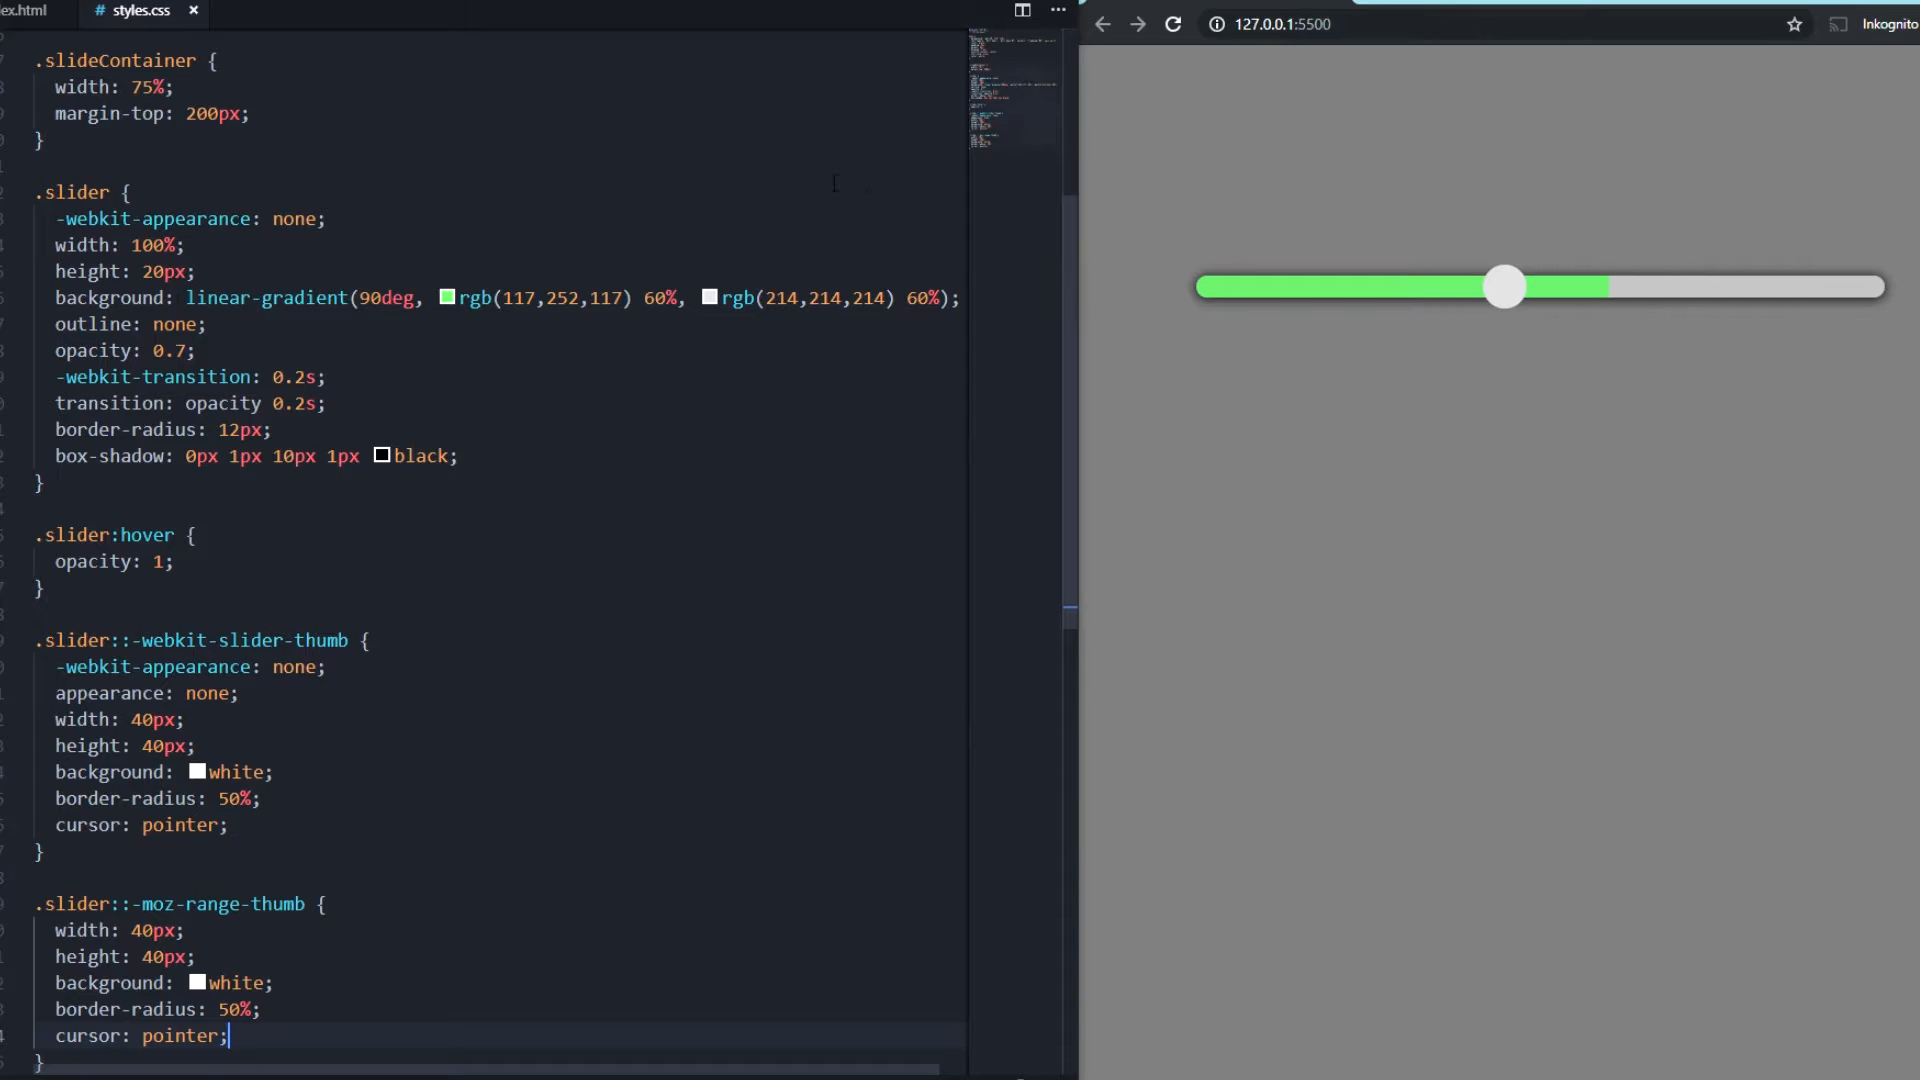 ex.html
# styles.css ×
127.0.0.1:5500
Inkognito
.slideContainer {
width: 75%;
margin-top: 200px;
}
.slider {
-webkit-appearance: none;
width: 100%;
height: 20px;
background: linear-gradient(90deg, rgb(117,252,117) 60%, rgb(214,214,214) 60%);
outline: none;
opacity: 0.7;
-webkit-transition: 0.2s;
transition: opacity 0.2s;
border-radius: 12px;
box-shadow: 0px 1px 10px 1px black;
}
.slider:hover {
opacity: 1;
}
.slider::-webkit-slider-thumb {
-webkit-appearance: none;
appearance: none;
width: 40px;
height: 40px;
background: white;
border-radius: 50%;
cursor: pointer;
}
.slider::-moz-range-thumb {
width: 40px;
height: 40px;
background: white;
border-radius: 50%;
cursor: pointer;
}